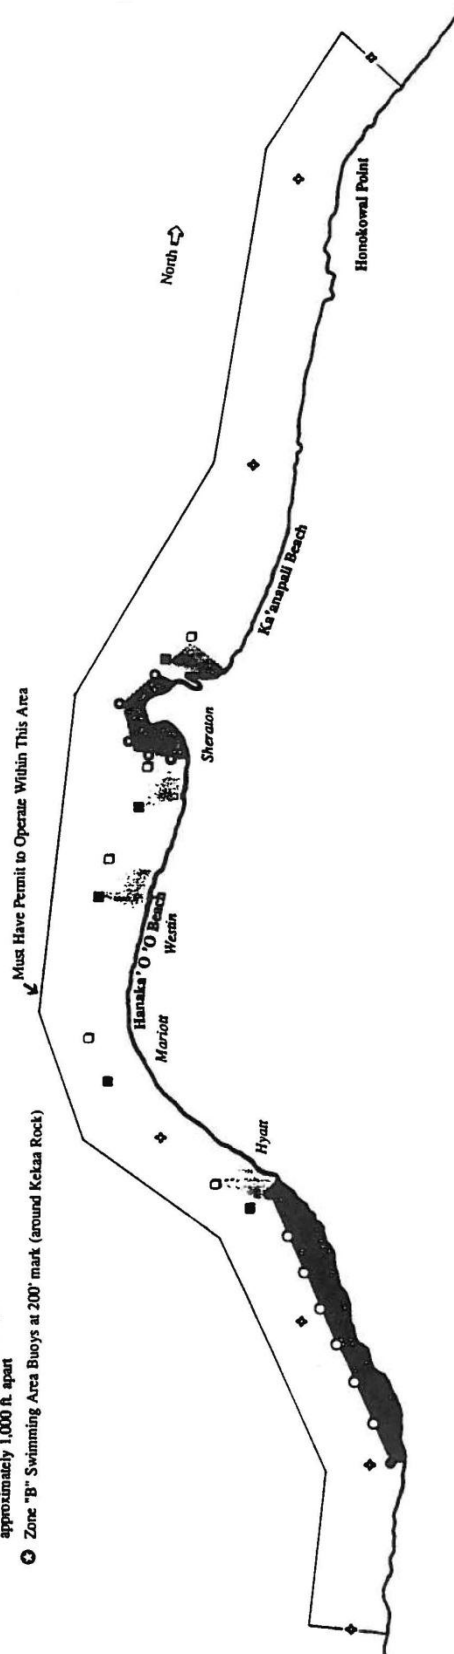 approximately 1,000 ft. apart
Zone "B" Swimming Area Buoys at 200' mark (around Kekaa Rock)
Must Have Permit to Operate Within This Area
North
Hyatt
Mariott
Hanaka'O'O Beach
Westin
Sheraton
Ka'anapali Beach
Honokowai Point